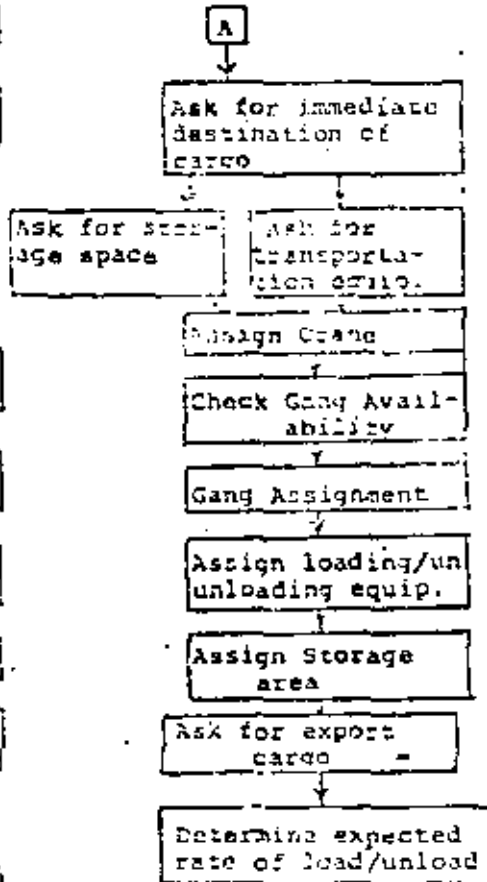 A
Ask for immediate
destination of
cargo
Ask for stor-
age space
Ask for
transporta-
tion equip.
Assign Crane
Check Gang Avail-
ability
Gang Assignment
Assign loading/un
unloading equip.
Assign Storage
area
Ask for export
cargo
Determine expected
rate of load/unload